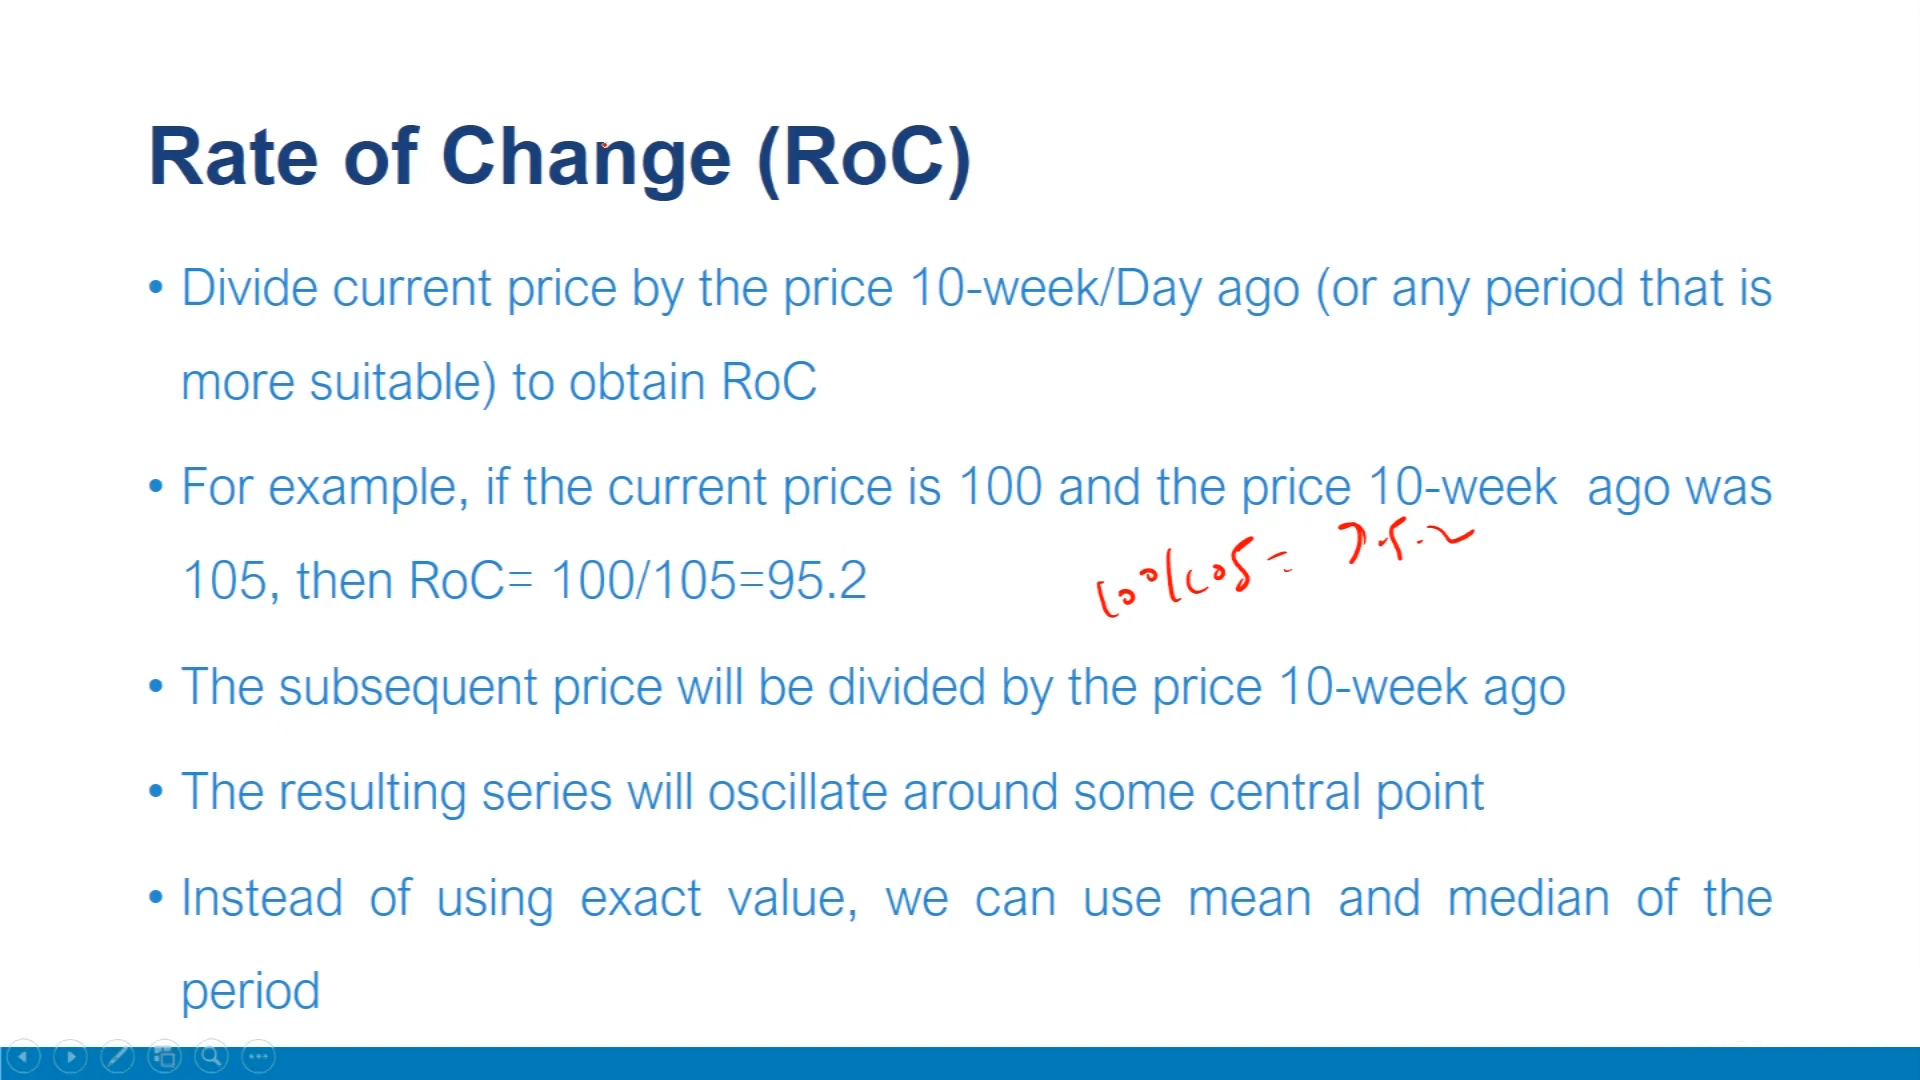 Rate of Change (RoC)
• Divide current price by the price 10-week/Day ago (or any period that is
more suitable) to obtain RoC
• For example, if the current price is 100 and the price 10-week ago was
105, then RoC= 100/105=95.2
100/105=
• The subsequent price will be divided by the price 10-week ago
• The resulting series will oscillate around some central point
• Instead of using exact value, we can use mean and median of the
period